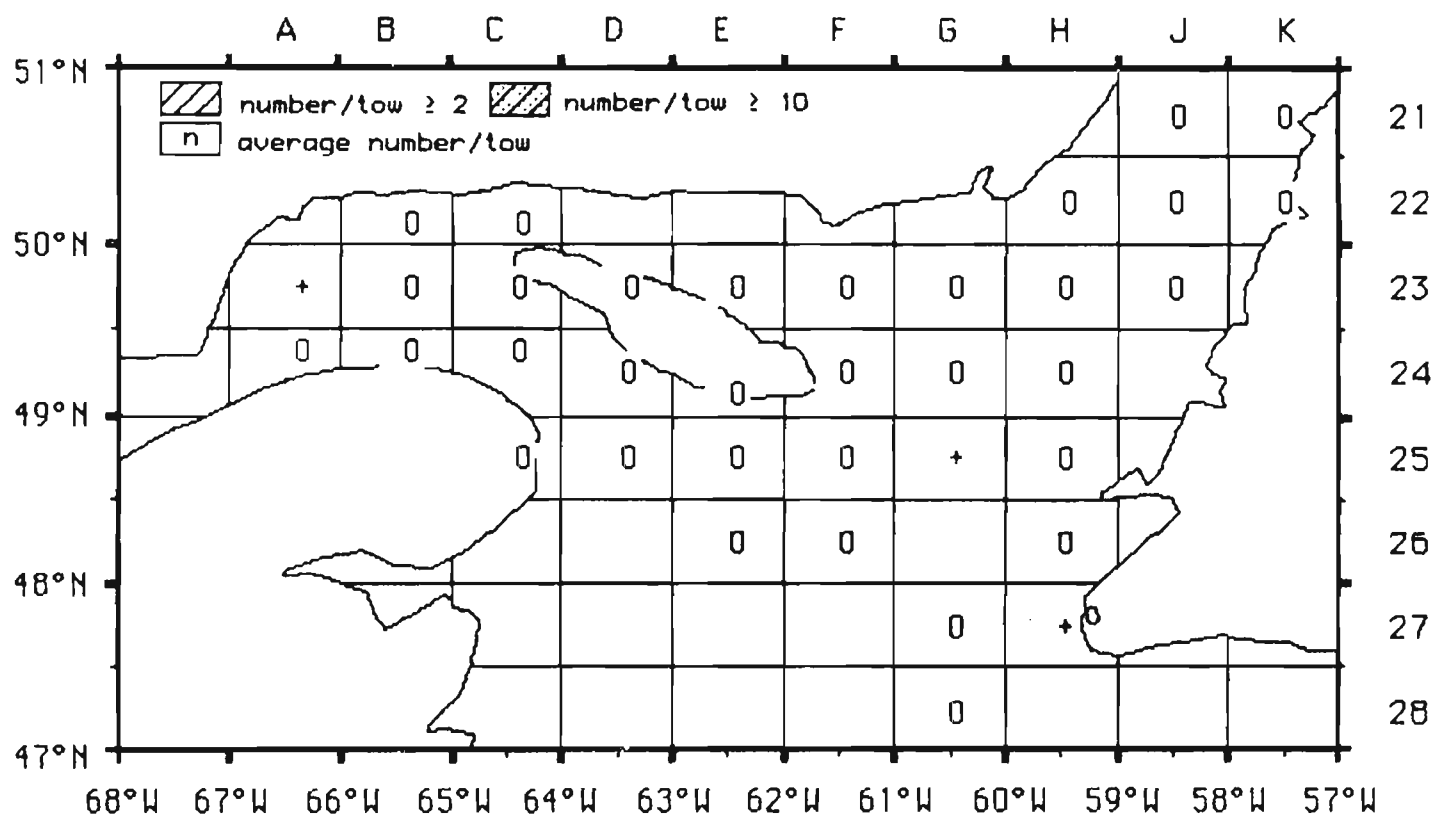 A B C D E F G H J K
51°N
number/tow ≥ 2 number/tow ≥ 10
n average number/tow
0 0 21
0 0 0 0 0 22
50°N
+ 0 0 0 0 0 0 0 0 23
0 0 0 0 0 0 0 0 24
49°N
0 0 0 0 + 0 25
0 0 0 26
48°N
0 + 0 27
0 28
47°N
68°W 67°W 66°W 65°W 64°W 63°W 62°W 61°W 60°W 59°W 58°W 57°W